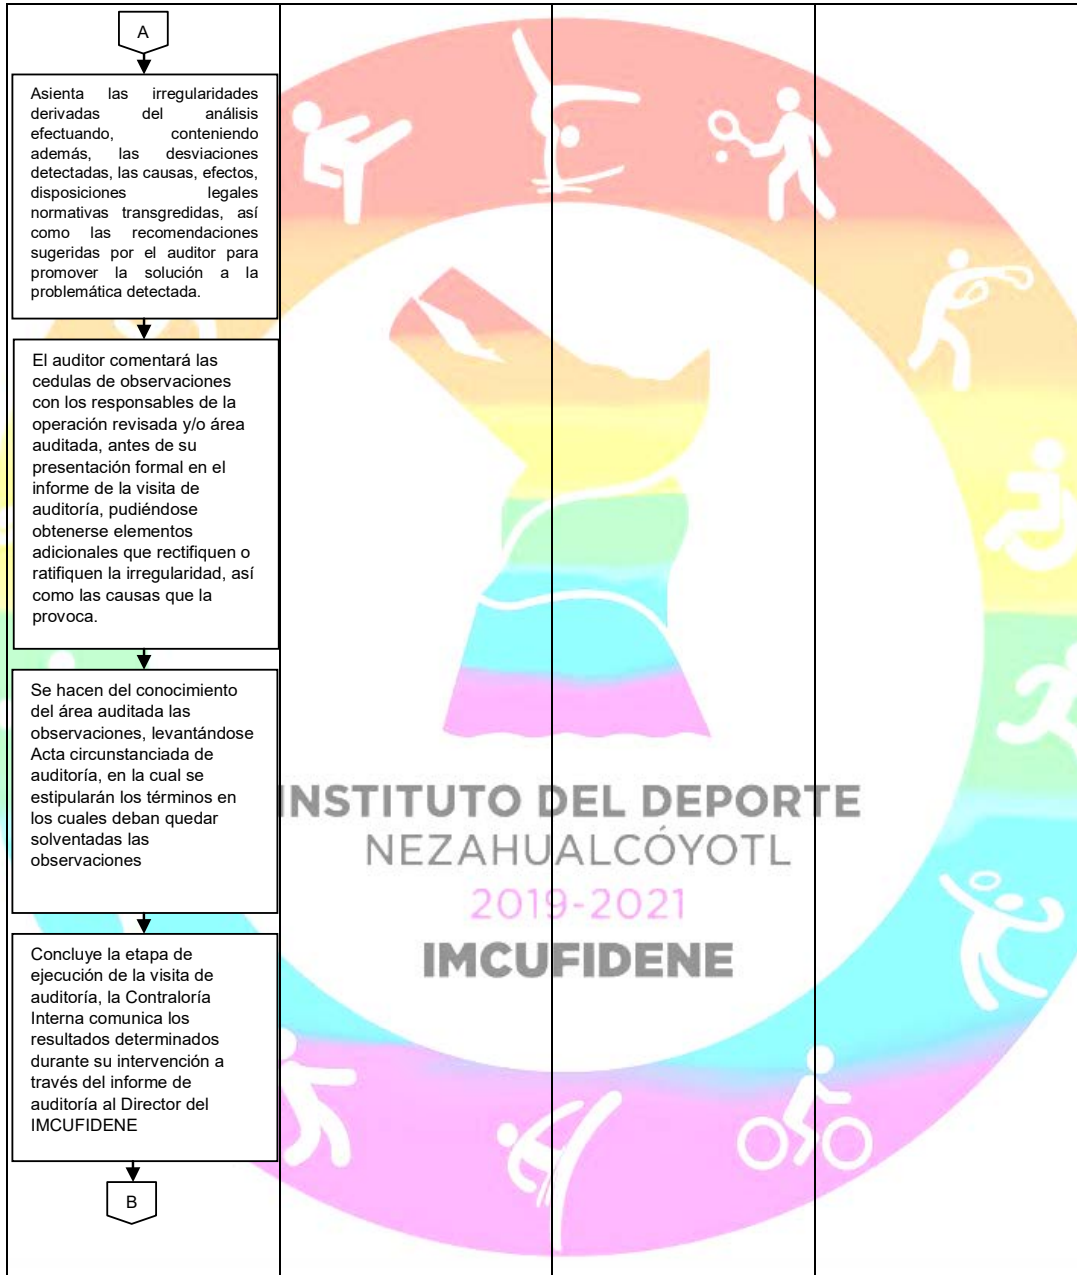 A
Asienta las irregularidades
derivadas del análisis
efectuando, conteniendo
además, las desviaciones
detectadas, las causas, efectos,
disposiciones legales
normativas transgredidas, así
como las recomendaciones
sugeridas por el auditor para
promover la solución a la
problemática detectada.
El auditor comentará las
cedulas de observaciones
con los responsables de la
operación revisada y/o área
auditada, antes de su
presentación formal en el
informe de la visita de
auditoría, pudiéndose
obtenerse elementos
adicionales que rectifiquen o
ratifiquen la irregularidad, así
como las causas que la
provoca.
Se hacen del conocimiento
del área auditada las
observaciones, levantándose
Acta circunstanciada de
auditoría, en la cual se
estipularán los términos en
los cuales deban quedar
solventadas las
observaciones
Concluye la etapa de
ejecución de la visita de
auditoría, la Contraloría
Interna comunica los
resultados determinados
durante su intervención a
través del informe de
auditoría al Director del
IMCUFIDENE
B
INSTITUTO DEL DEPORTE
NEZAHUALCÓYOTL
2019-2021
IMCUFIDENE